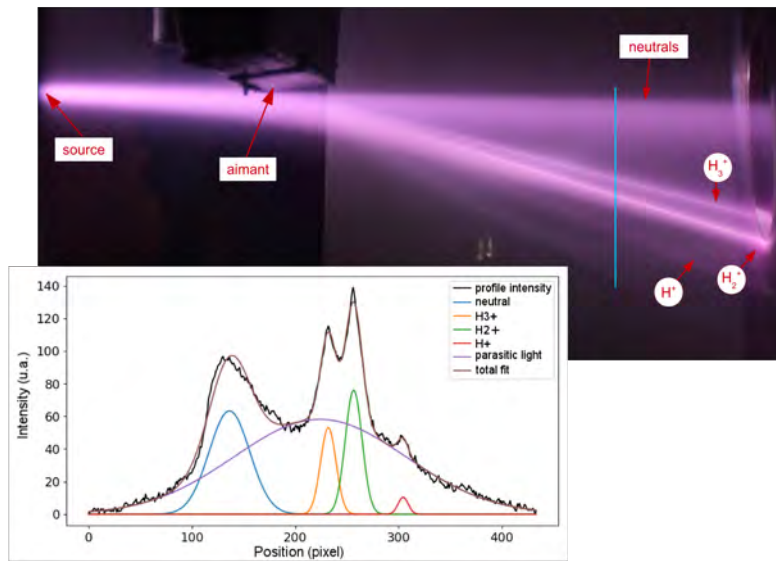 neutrals
source
aimant
H3+
H2+
H+
140
120
100
80
60
40
20
0
Intensity (u.a.)
profile intensity
neutral
H3+
H2+
H+
parasitic light
total fit
0 100 200 300 400
Position (pixel)